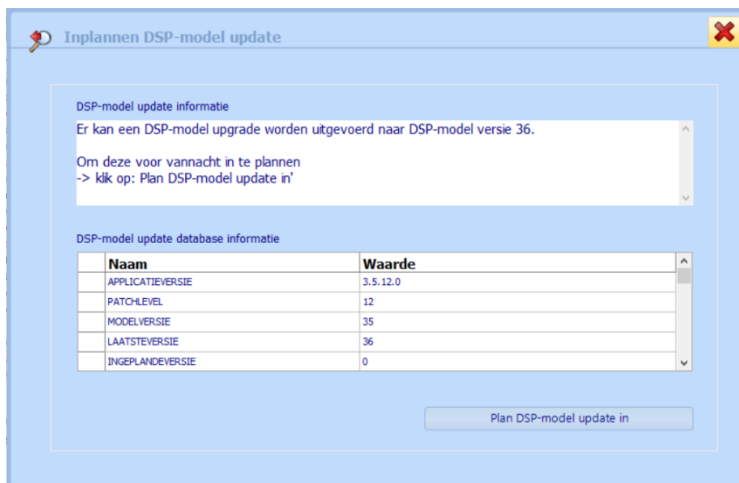 Inplannen DSP-model update
DSP-model update informatie
Er kan een DSP-model upgrade worden uitgevoerd naar DSP-model versie 36.
Om deze voor vannacht in te plannen
-> klik op: Plan DSP-model update in'
DSP-model update database informatie
Naam Waarde
APPLICATIEVERSIE 3.5.12.0
PATCHLEVEL 12
MODELVERSIE 35
LAATSTEVERSIE 36
INGEPLANDEVERSIE 0
Plan DSP-model update in